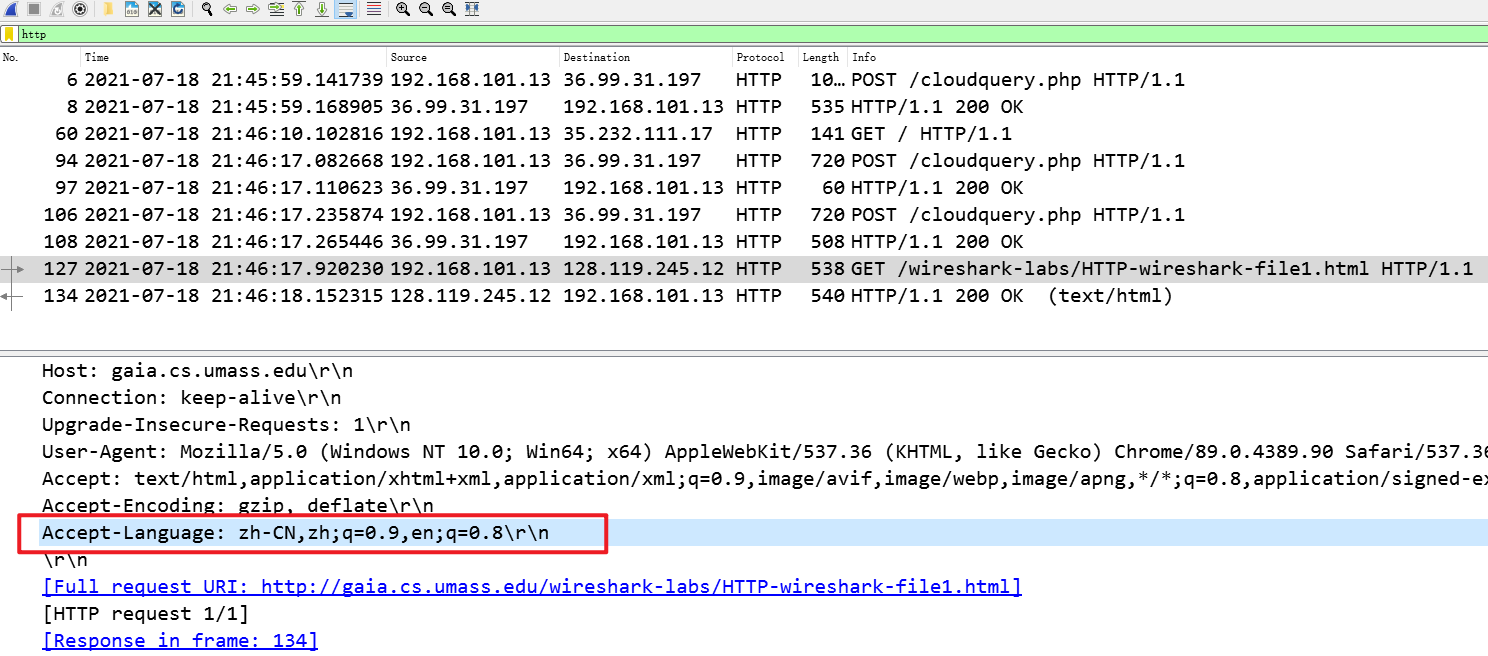 http
No. Time Source Destination Protocol Length Info
6 2021-07-18 21:45:59.141739 192.168.101.13 36.99.31.197 HTTP 10… POST /cloudquery.php HTTP/1.1
8 2021-07-18 21:45:59.168905 36.99.31.197 192.168.101.13 HTTP 535 HTTP/1.1 200 OK
60 2021-07-18 21:46:10.102816 192.168.101.13 35.232.111.17 HTTP 141 GET / HTTP/1.1
94 2021-07-18 21:46:17.082668 192.168.101.13 36.99.31.197 HTTP 720 POST /cloudquery.php HTTP/1.1
97 2021-07-18 21:46:17.110623 36.99.31.197 192.168.101.13 HTTP 60 HTTP/1.1 200 OK
106 2021-07-18 21:46:17.235874 192.168.101.13 36.99.31.197 HTTP 720 POST /cloudquery.php HTTP/1.1
108 2021-07-18 21:46:17.265446 36.99.31.197 192.168.101.13 HTTP 508 HTTP/1.1 200 OK
127 2021-07-18 21:46:17.920230 192.168.101.13 128.119.245.12 HTTP 538 GET /wireshark-labs/HTTP-wireshark-file1.html HTTP/1.1
134 2021-07-18 21:46:18.152315 128.119.245.12 192.168.101.13 HTTP 540 HTTP/1.1 200 OK (text/html)
Host: gaia.cs.umass.edu\r\n
Connection: keep-alive\r\n
Upgrade-Insecure-Requests: 1\r\n
User-Agent: Mozilla/5.0 (Windows NT 10.0; Win64; x64) AppleWebKit/537.36 (KHTML, like Gecko) Chrome/89.0.4389.90 Safari/537.36
Accept: text/html,application/xhtml+xml,application/xml;q=0.9,image/avif,image/webp,image/apng,*/*;q=0.8,application/signed-ex
Accept-Encoding: gzip, deflate\r\n
Accept-Language: zh-CN,zh;q=0.9,en;q=0.8\r\n
\r\n
[Full request URI: http://gaia.cs.umass.edu/wireshark-labs/HTTP-wireshark-file1.html]
[HTTP request 1/1]
[Response in frame: 134]